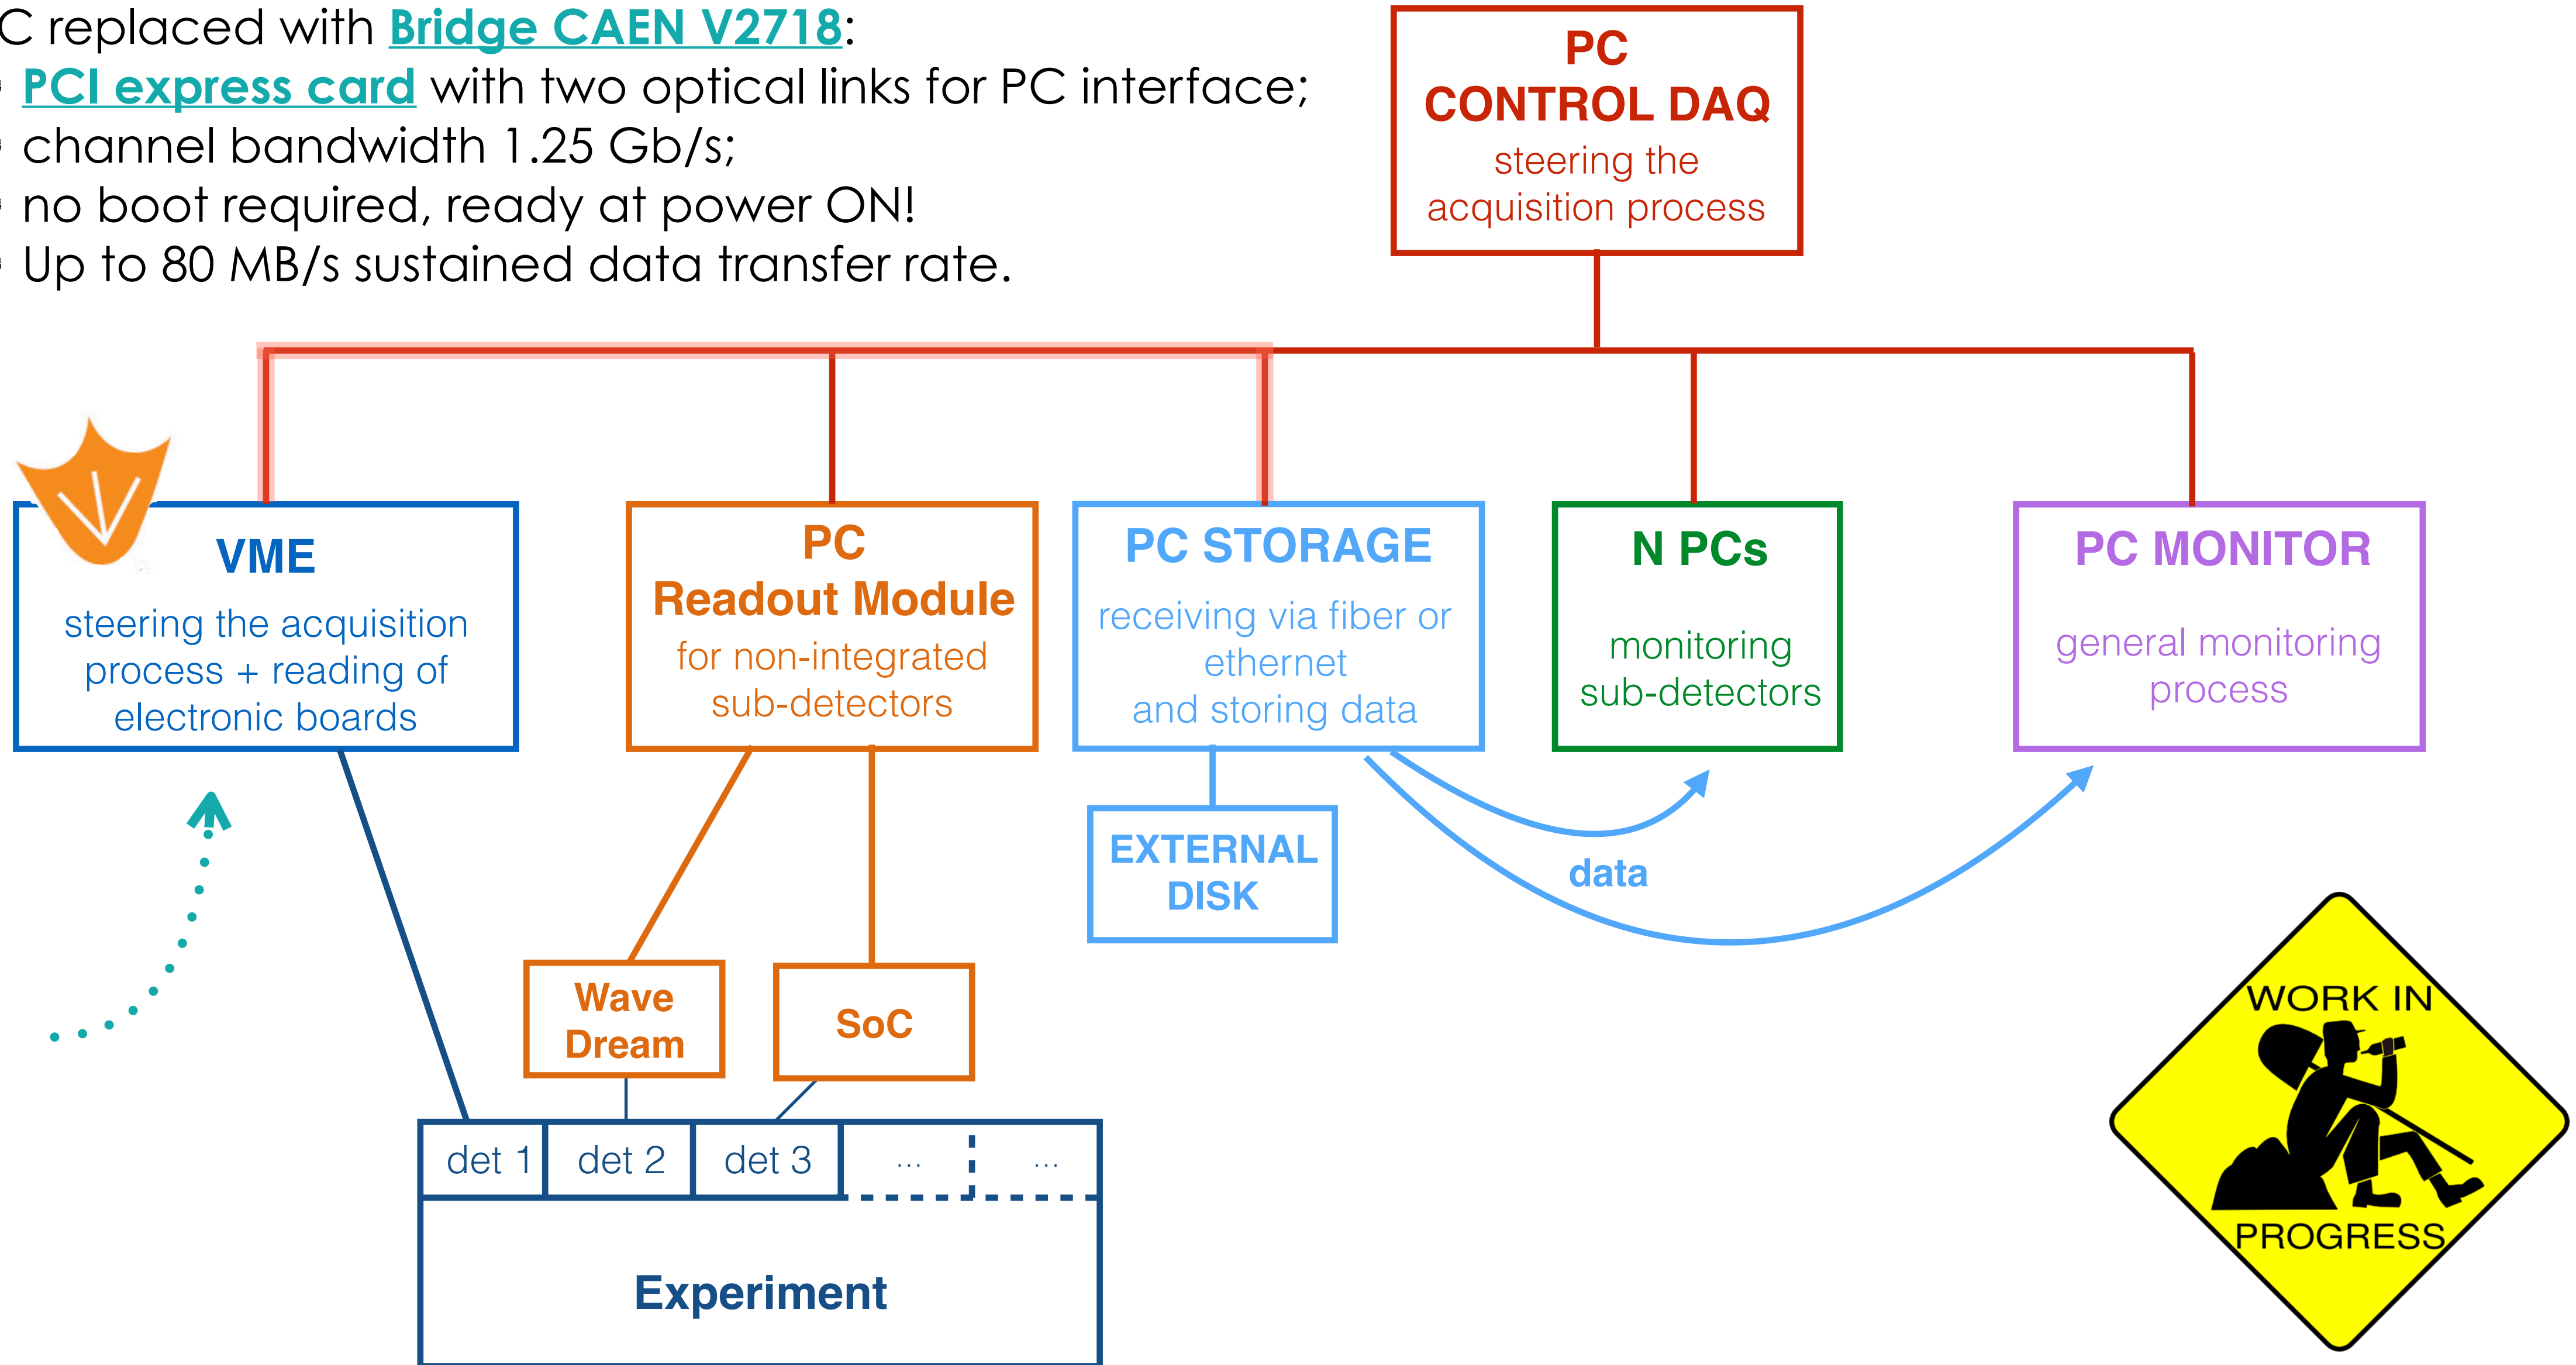 C replaced with Bridge CAEN V2718:
PCI express card with two optical links for PC interface;
channel bandwidth 1.25 Gb/s;
no boot required, ready at power ON!
Up to 80 MB/s sustained data transfer rate.
PC
CONTROL DAQ
steering the
acquisition process
VME
steering the acquisition
process + reading of
electronic boards
PC
Readout Module
for non-integrated
sub-detectors
PC STORAGE
receiving via fiber or
ethernet
and storing data
N PCs
monitoring
sub-detectors
PC MONITOR
general monitoring
process
EXTERNAL
DISK
data
Wave
Dream
SoC
det 1 det 2 det 3 ... ...
Experiment
WORK IN
PROGRESS